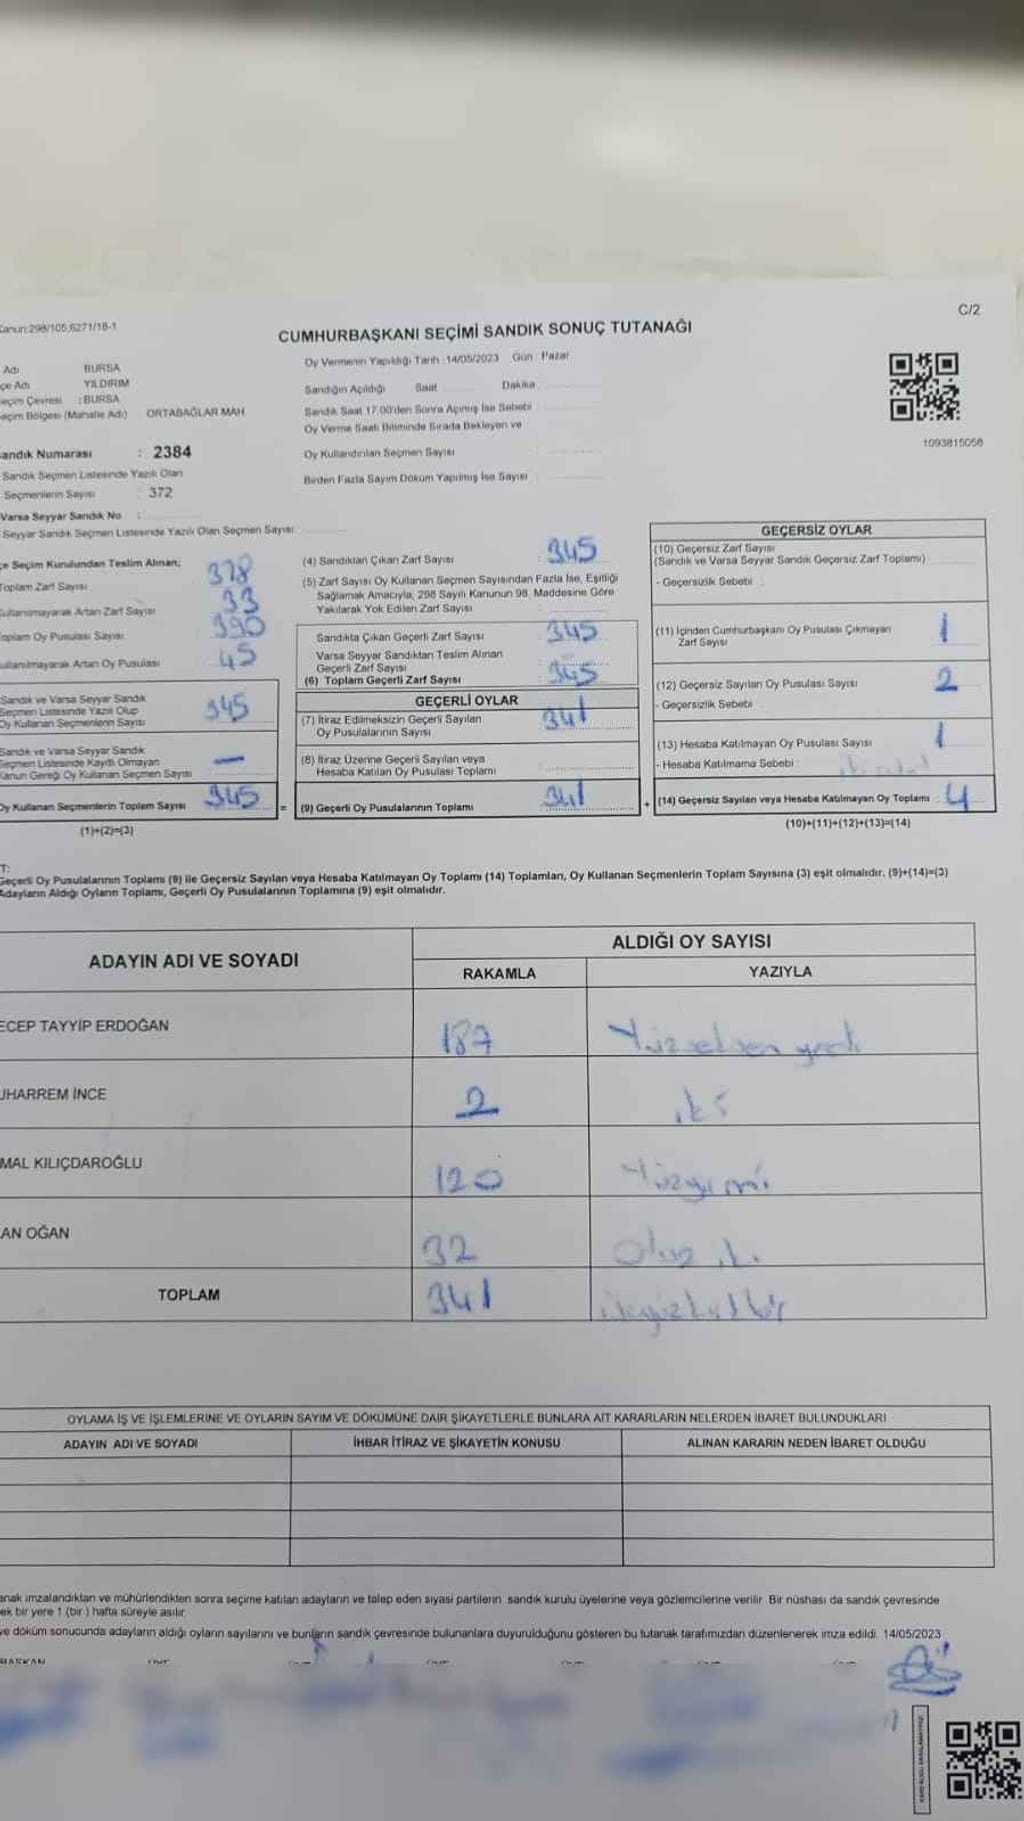 Kanun:298/105;6271/18-1
C/2
CUMHURBAŞKANI SEÇİMİ SANDIK SONUÇ TUTANAĞI
Adı BURSA
çe Adı YILDIRIM
eçim Çevresi : BURSA
eçim Bölgesi (Mahalle Adı) ORTABAĞLAR MAH.
andık Numarası : 2384
Sandık Seçmen Listesinde Yazılı Olan
Seçmenlerin Sayısı : 372
Varsa Seyyar Sandık No :
Seyyar Sandık Seçmen Listesinde Yazılı Olan Seçmen Sayısı
Oy Vermenin Yapıldığı Tarih :14/05/2023 Gün : Pazar
Sandığın Açıldığı Saat Dakika
Sandık Saat 17.00'den Sonra Açılmış İse Sebebi
Oy Verme Saati Bitiminde Sırada Bekleyen ve
Oy Kullandırılan Seçmen Sayısı :
Birden Fazla Sayım Döküm Yapılmış İse Sayısı :
1093815058
çe Seçim Kurulundan Teslim Alınan;
Toplam Zarf Sayısı 378
Kullanılmayarak Artan Zarf Sayısı 33
oplam Oy Pusulası Sayısı 390
ullanılmayarak Artan Oy Pusulası 45
Sandık ve Varsa Seyyar Sandık
Seçmen Listesinde Yazılı Olup
Oy Kullanan Seçmenlerin Sayısı 345
Sandık ve Varsa Seyyar Sandık
Seçmen Listesinde Kayıtlı Olmayan
Kanun Gereği Oy Kullanan Seçmen Sayısı —
Oy Kullanan Seçmenlerin Toplam Sayısı 345
(1)+(2)=(3)
(4) Sandıktan Çıkan Zarf Sayısı : 345
(5) Zarf Sayısı Oy Kullanan Seçmen Sayısından Fazla İse, Eşitliği
Sağlamak Amacıyla, 298 Sayılı Kanunun 98. Maddesine Göre
Yakılarak Yok Edilen Zarf Sayısı :
Sandıkta Çıkan Geçerli Zarf Sayısı : 345
Varsa Seyyar Sandıktan Teslim Alınan
Geçerli Zarf Sayısı
(6) Toplam Geçerli Zarf Sayısı : 345
GEÇERLİ OYLAR
(7) İtiraz Edilmeksizin Geçerli Sayılan
Oy Pusulalarının Sayısı 341
(8) İtiraz Üzerine Geçerli Sayılan veya
Hesaba Katılan Oy Pusulası Toplamı
= (9) Geçerli Oy Pusulalarının Toplamı 341
GEÇERSİZ OYLAR
(10) Geçersiz Zarf Sayısı
(Sandık ve Varsa Seyyar Sandık Geçersiz Zarf Toplamı)
- Geçersizlik Sebebi :
(11) İçinden Cumhurbaşkanı Oy Pusulası Çıkmayan
Zarf Sayısı 1
(12) Geçersiz Sayılan Oy Pusulası Sayısı 2
- Geçersizlik Sebebi
(13) Hesaba Katılmayan Oy Pusulası Sayısı 1
- Hesaba Katılmama Sebebi :
+ (14) Geçersiz Sayılan veya Hesaba Katılmayan Oy Toplamı : 4
(10)+(11)+(12)+(13)=(14)
T:
Geçerli Oy Pusulalarının Toplamı (9) ile Geçersiz Sayılan veya Hesaba Katılmayan Oy Toplamı (14) Toplamları, Oy Kullanan Seçmenlerin Toplam Sayısına (3) eşit olmalıdır. (9)+(14)=(3)
Adayların Aldığı Oyların Toplamı, Geçerli Oy Pusulalarının Toplamına (9) eşit olmalıdır.
ADAYIN ADI VE SOYADI
ALDIĞI OY SAYISI
RAKAMLA YAZIYLA
ECEP TAYYİP ERDOĞAN 187 Yüzseksen yedi
UHARREM İNCE 2 iki
MAL KILIÇDAROĞLU 120 Yüzyirmi
AN OĞAN 32 Otuz iki
TOPLAM 341 üçyüzkırkbir
OYLAMA İŞ VE İŞLEMLERİNE VE OYLARIN SAYIM VE DÖKÜMÜNE DAİR ŞİKAYETLERLE BUNLARA AİT KARARLARIN NELERDEN İBARET BULUNDUKLARI
ADAYIN ADI VE SOYADI İHBAR İTİRAZ VE ŞİKAYETİN KONUSU ALINAN KARARIN NEDEN İBARET OLDUĞU
anak imzalandıktan ve mühürlendikten sonra seçime katılan adayların ve talep eden siyasi partilerin sandık kurulu üyelerine veya gözlemcilerine verilir. Bir nüshası da sandık çevresinde
ek bir yere 1 (bir ) hafta süreyle asılır.
ve döküm sonucunda adayların aldığı oyların sayılarını ve bunların sandık çevresinde bulunanlara duyurulduğunu gösteren bu tutanak tarafımızdan düzenlenerek imza edildi. 14/05/2023